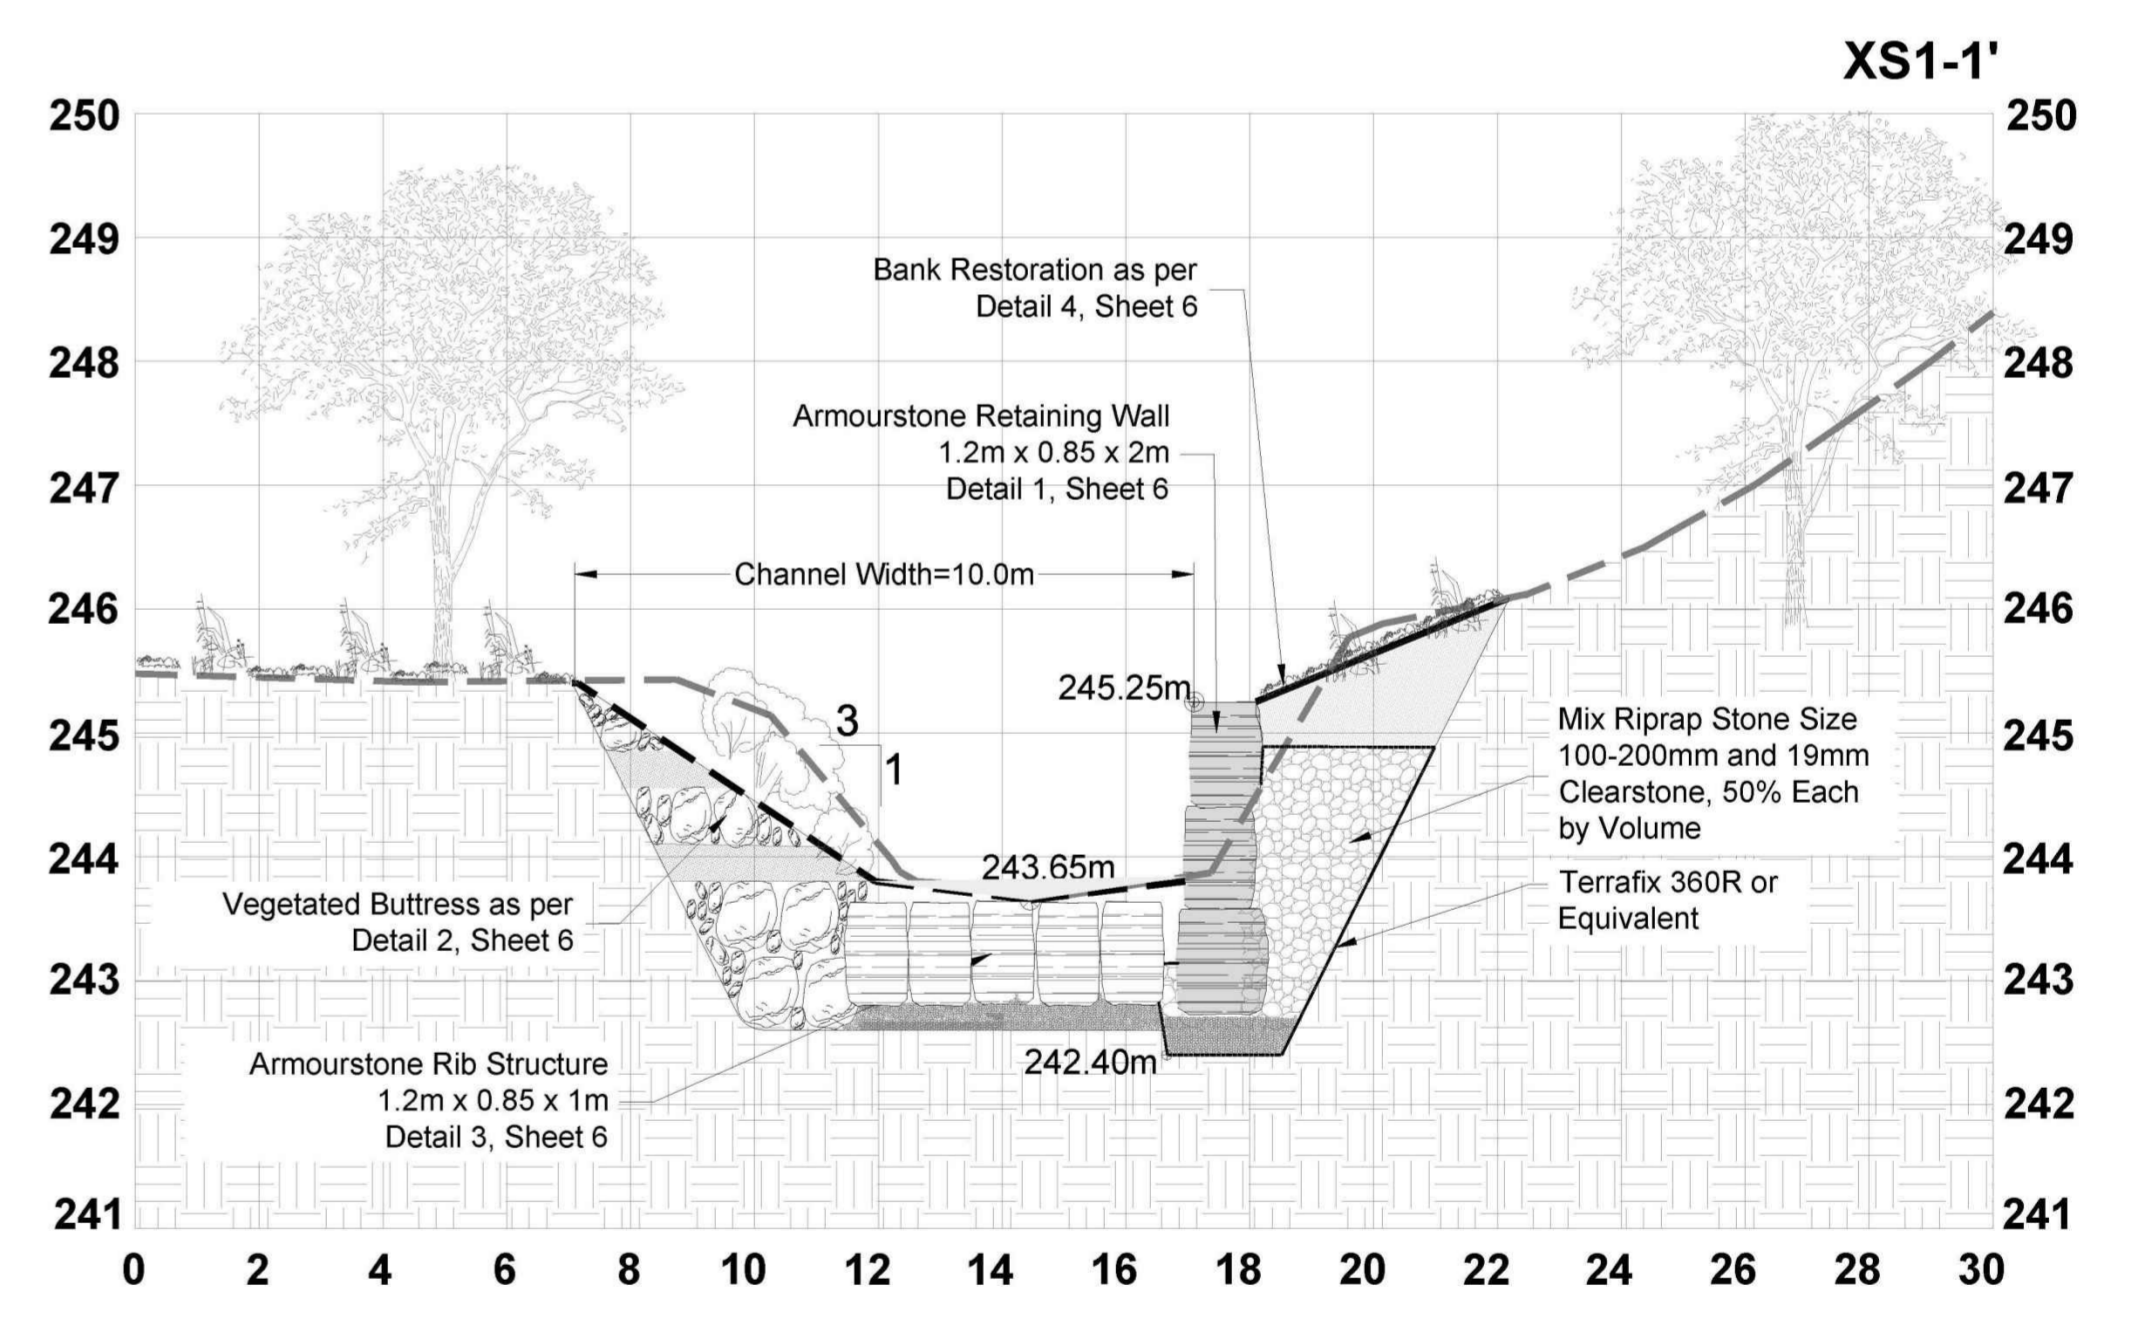 XS1-1'
250
250
249
249
Bank Restoration as per
Detail 4, Sheet 6
248
248
Armourstone Retaining Wall
1.2m x 0.85 x 2m
Detail 1, Sheet 6
247
247
Channel Width=10.0m
246
246
245.25m
3
1
245
245
Mix Riprap Stone Size
100-200mm and 19mm
Clearstone, 50% Each
by Volume
244
244
243.65m
Terrafix 360R or
Equivalent
Vegetated Buttress as per
Detail 2, Sheet 6
243
243
242.40m
Armourstone Rib Structure
1.2m x 0.85 x 1m
Detail 3, Sheet 6
242
242
241
241
0 2 4 6 8 10 12 14 16 18 20 22 24 26 28 30